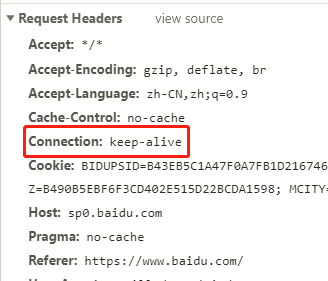 Request Headers view source
Accept: */*
Accept-Encoding: gzip, deflate, br
Accept-Language: zh-CN,zh;q=0.9
Cache-Control: no-cache
Connection: keep-alive
Cookie: BIDUPSID=B43EB5C1A47F0A7FB1D216746
Z=B490B5EBF6F3CD402E515D22BCDA1598; MCITY=
Host: sp0.baidu.com
Pragma: no-cache
Referer: https://www.baidu.com/